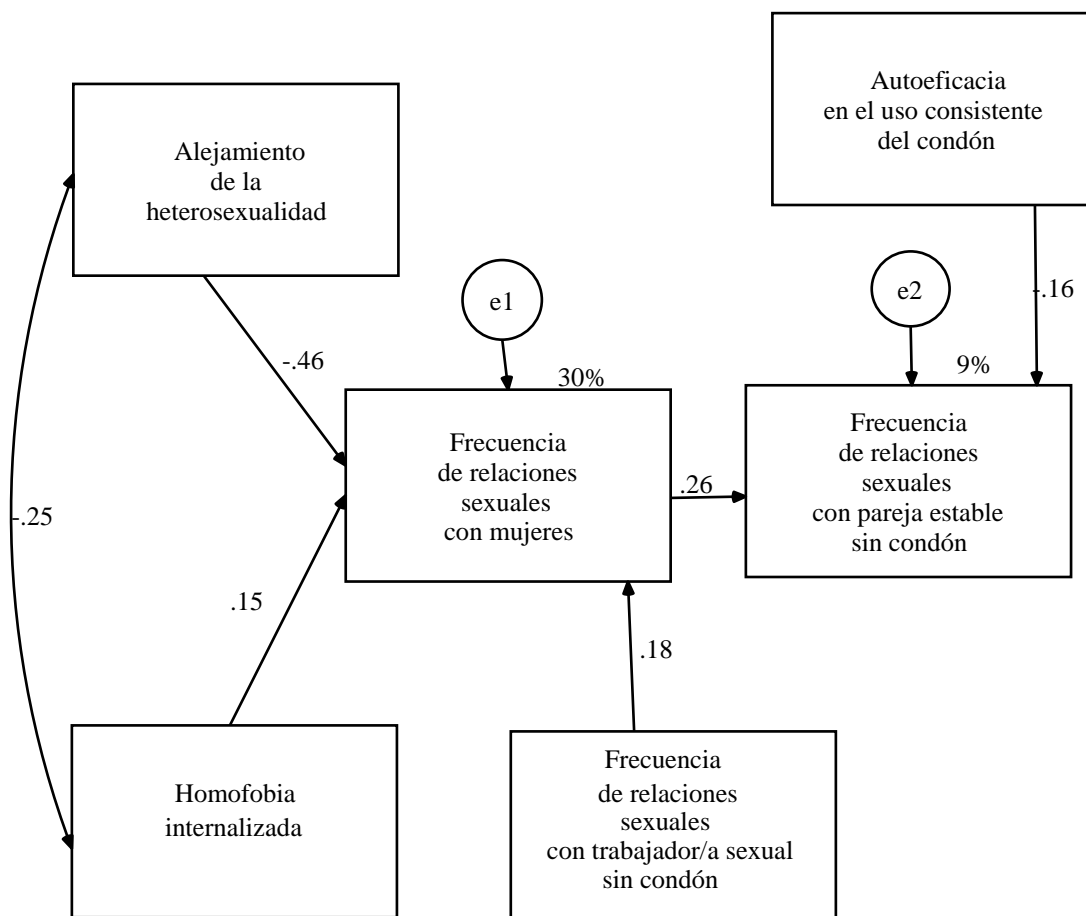 Autoeficacia
en el uso consistente
del condón
Alejamiento
de la
heterosexualidad
e1
e2
-.16
-.46
30%
9%
Frecuencia
de relaciones
sexuales
con mujeres
.26
Frecuencia
de relaciones
sexuales
con pareja estable
sin condón
-.25
.15
.18
Homofobia
internalizada
Frecuencia
de relaciones
sexuales
con trabajador/a sexual
sin condón